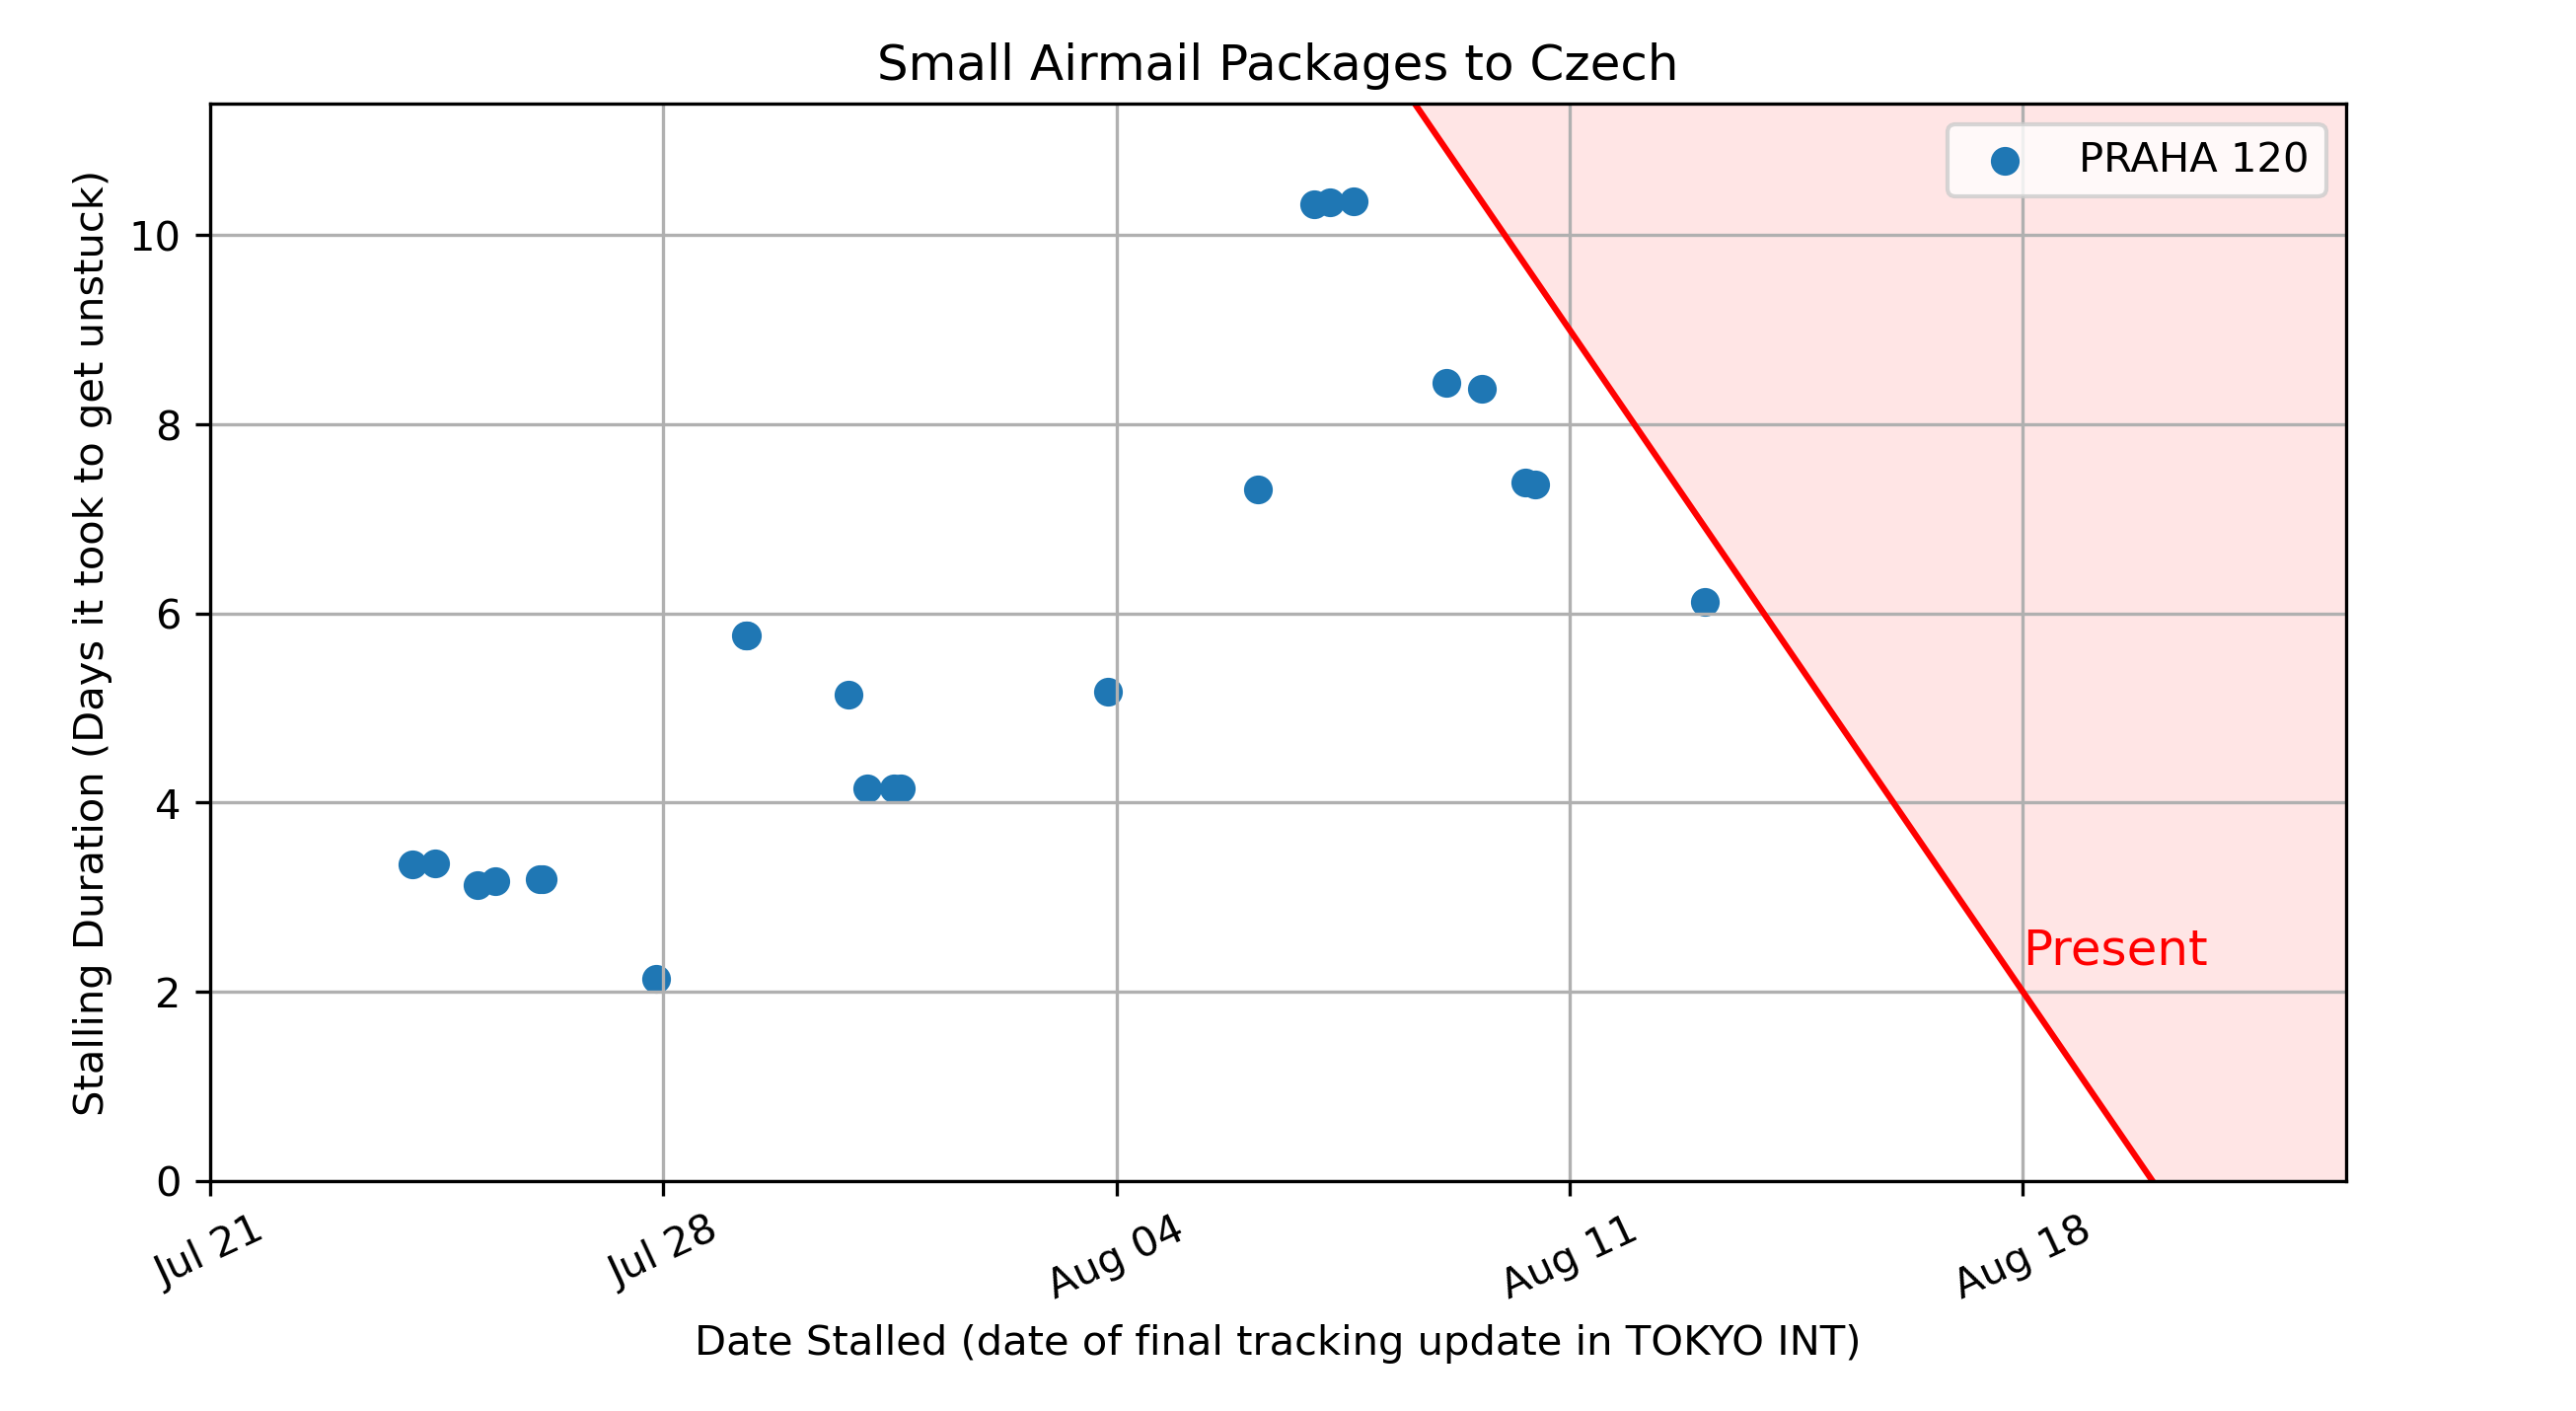 Small Airmail Packages to Czech
PRAHA 120
Stalling Duration (Days it took to get unstuck)
10
8
6
4
2
0
Present
Jul 21
Jul 28
Aug 04
Aug 11
Aug 18
Date Stalled (date of final tracking update in TOKYO INT)